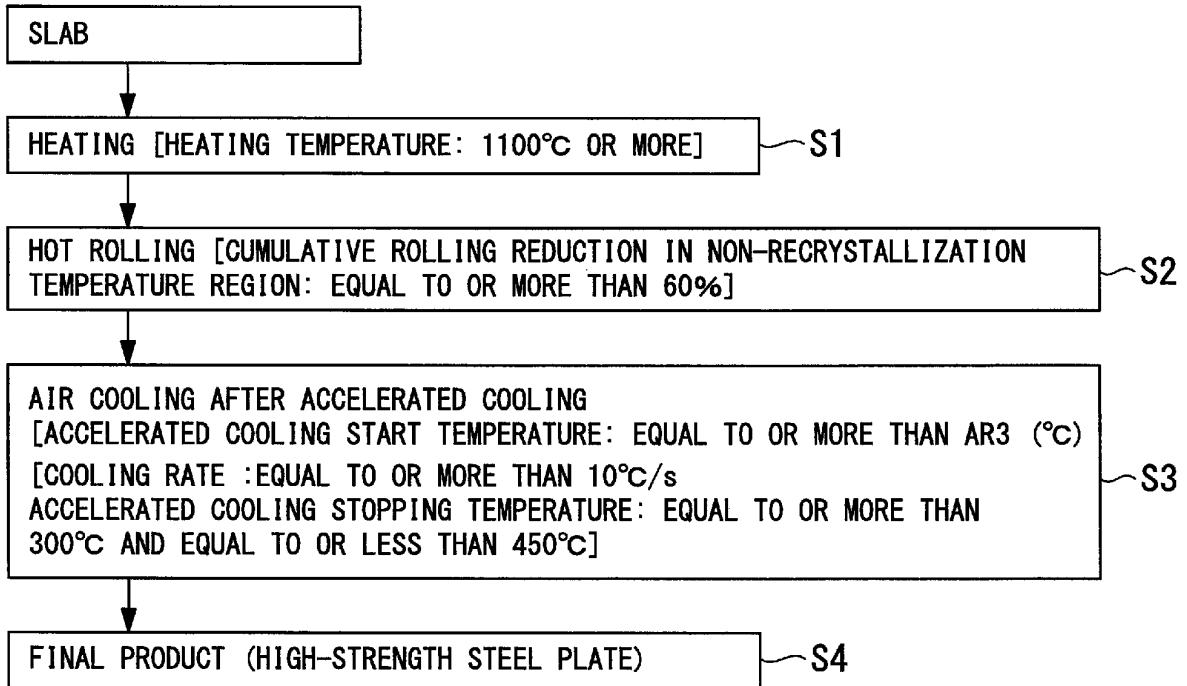 SLAB
HEATING [HEATING TEMPERATURE: 1100°C OR MORE]
S1
HOT ROLLING [CUMULATIVE ROLLING REDUCTION IN NON-RECRYSTALLIZATION
TEMPERATURE REGION: EQUAL TO OR MORE THAN 60%]
S2
AIR COOLING AFTER ACCELERATED COOLING
[ACCELERATED COOLING START TEMPERATURE: EQUAL TO OR MORE THAN AR3 (°C)
[COOLING RATE :EQUAL TO OR MORE THAN 10°C/s
ACCELERATED COOLING STOPPING TEMPERATURE: EQUAL TO OR MORE THAN
300°C AND EQUAL TO OR LESS THAN 450°C]
S3
FINAL PRODUCT (HIGH-STRENGTH STEEL PLATE)
S4